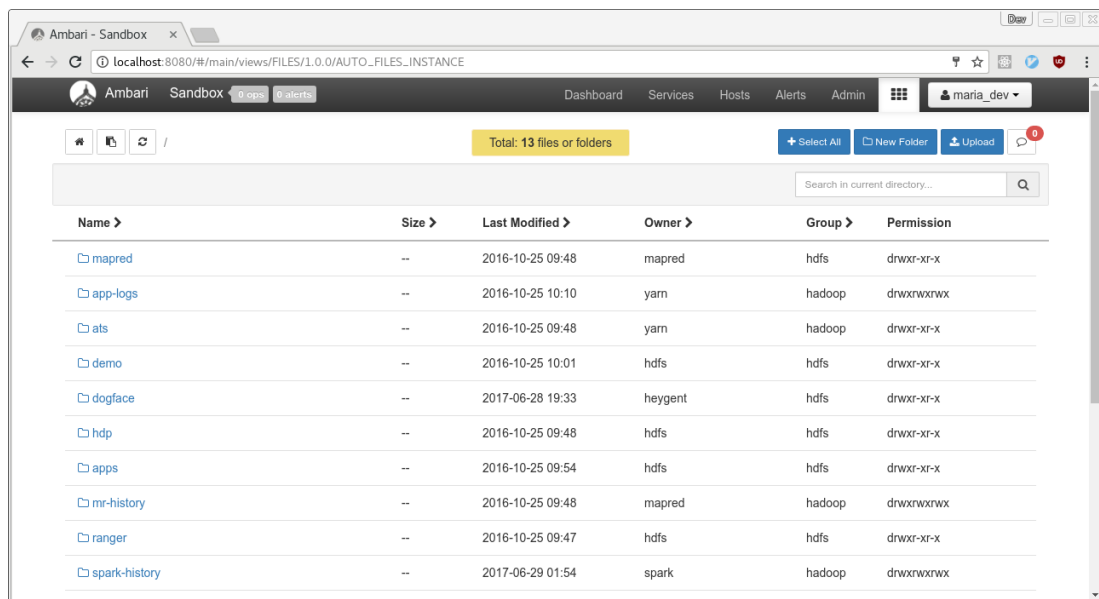 Dev
Ambari - Sandbox
localhost:8080/#/main/views/FILES/1.0.0/AUTO_FILES_INSTANCE
Ambari Sandbox 0 ops 0 alerts Dashboard Services Hosts Alerts Admin maria_dev
/ Total: 13 files or folders Select All New Folder Upload 0
Search in current directory...
Name Size Last Modified Owner Group Permission
mapred -- 2016-10-25 09:48 mapred hdfs drwxr-xr-x
app-logs -- 2016-10-25 10:10 yarn hadoop drwxrwxrwx
ats -- 2016-10-25 09:48 yarn hadoop drwxr-xr-x
demo -- 2016-10-25 10:01 hdfs hdfs drwxr-xr-x
dogface -- 2017-06-28 19:33 heygent hdfs drwxr-xr-x
hdp -- 2016-10-25 09:48 hdfs hdfs drwxr-xr-x
apps -- 2016-10-25 09:54 hdfs hdfs drwxr-xr-x
mr-history -- 2016-10-25 09:48 mapred hadoop drwxrwxrwx
ranger -- 2016-10-25 09:47 hdfs hdfs drwxr-xr-x
spark-history -- 2017-06-29 01:54 spark hadoop drwxrwxrwx